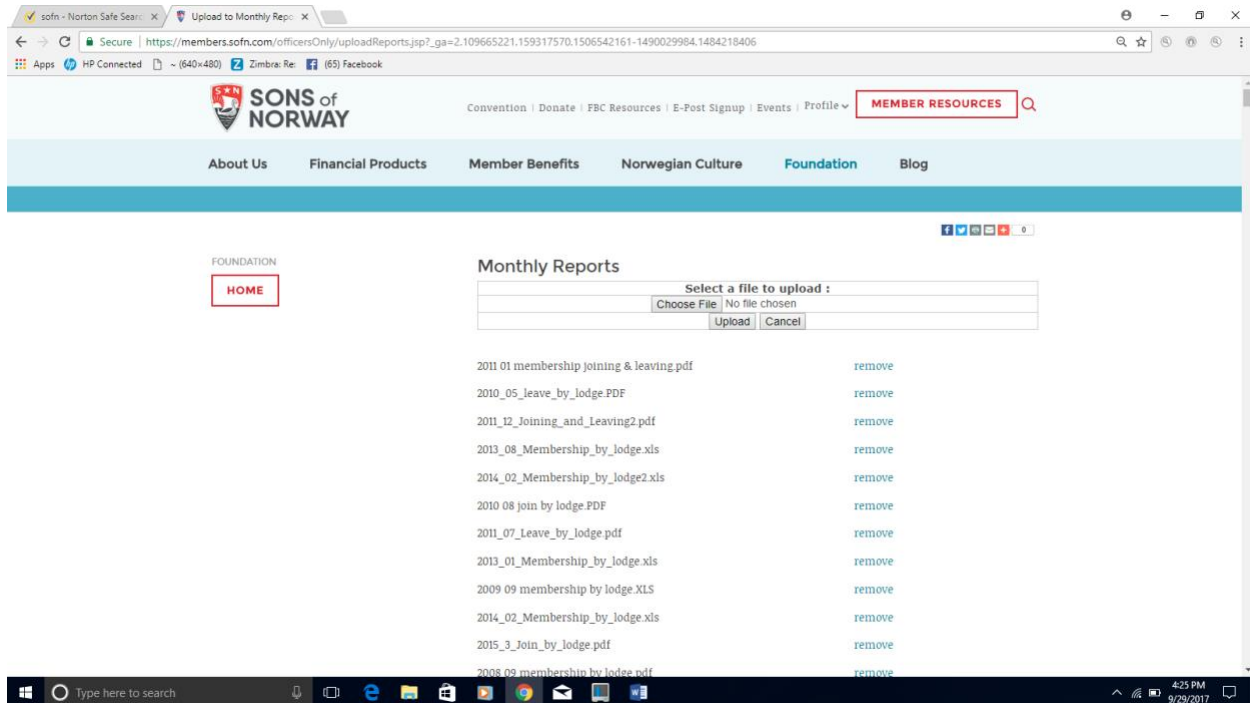 sofn - Norton Safe Searc
Upload to Monthly Repo
Secure | https://members.sofn.com/officersOnly/uploadReports.jsp?_ga=2.109665221.159317570.1506542161-1490029984.1484218406
Apps HP Connected ~ (640×480) Zimbra: Re: (65) Facebook
S N
SONS of NORWAY
Convention | Donate | FBC Resources | E-Post Signup | Events | Profile MEMBER RESOURCES
About Us Financial Products Member Benefits Norwegian Culture Foundation Blog
0
FOUNDATION
HOME
Monthly Reports
Select a file to upload :
Choose File No file chosen
Upload Cancel
2011 01 membership joining & leaving.pdf remove
2010_05_leave_by_lodge.PDF remove
2011_12_Joining_and_Leaving2.pdf remove
2013_08_Membership_by_lodge.xls remove
2014_02_Membership_by_lodge2.xls remove
2010 08 join by lodge.PDF remove
2011_07_Leave_by_lodge.pdf remove
2013_01_Membership_by_lodge.xls remove
2009 09 membership by lodge.XLS remove
2014_02_Membership_by_lodge.xls remove
2015_3_Join_by_lodge.pdf remove
2008 09 membership by lodge.pdf remove
Type here to search
4:25 PM
9/29/2017